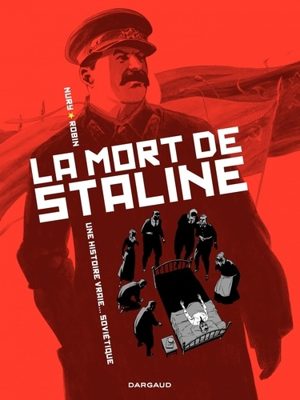 NURY ★ ROBIN
LA MORT DE
STALINE
UNE HISTOIRE VRAIE... SOVIÉTIQUE
DARGAUD